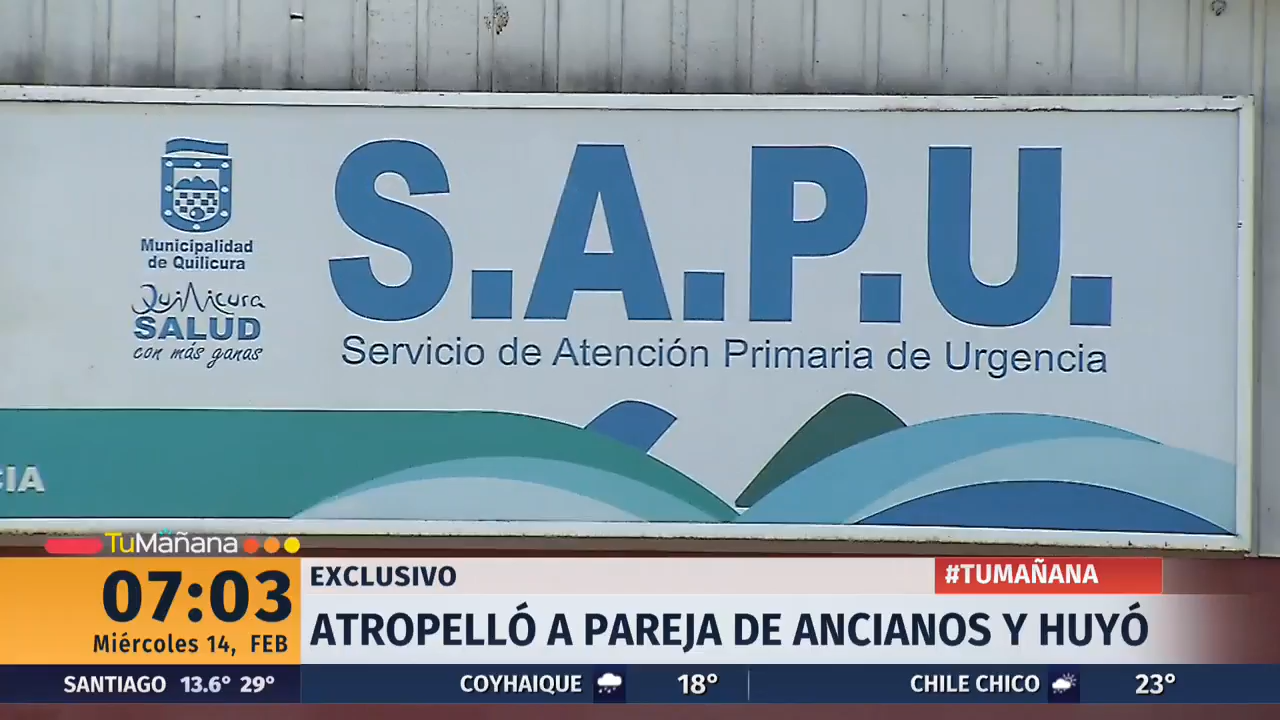 S.A.P.U.
Municipalidad
de Quilicura
Quilicura
SALUD
con más ganas
Servicio de Atención Primaria de Urgencia
CIA
TuMañana
07:03
Miércoles 14, FEB
EXCLUSIVO
#TUMAÑANA
ATROPELLÓ A PAREJA DE ANCIANOS Y HUYÓ
SANTIAGO 13.6° 29°
COYHAIQUE 18°
CHILE CHICO 23°